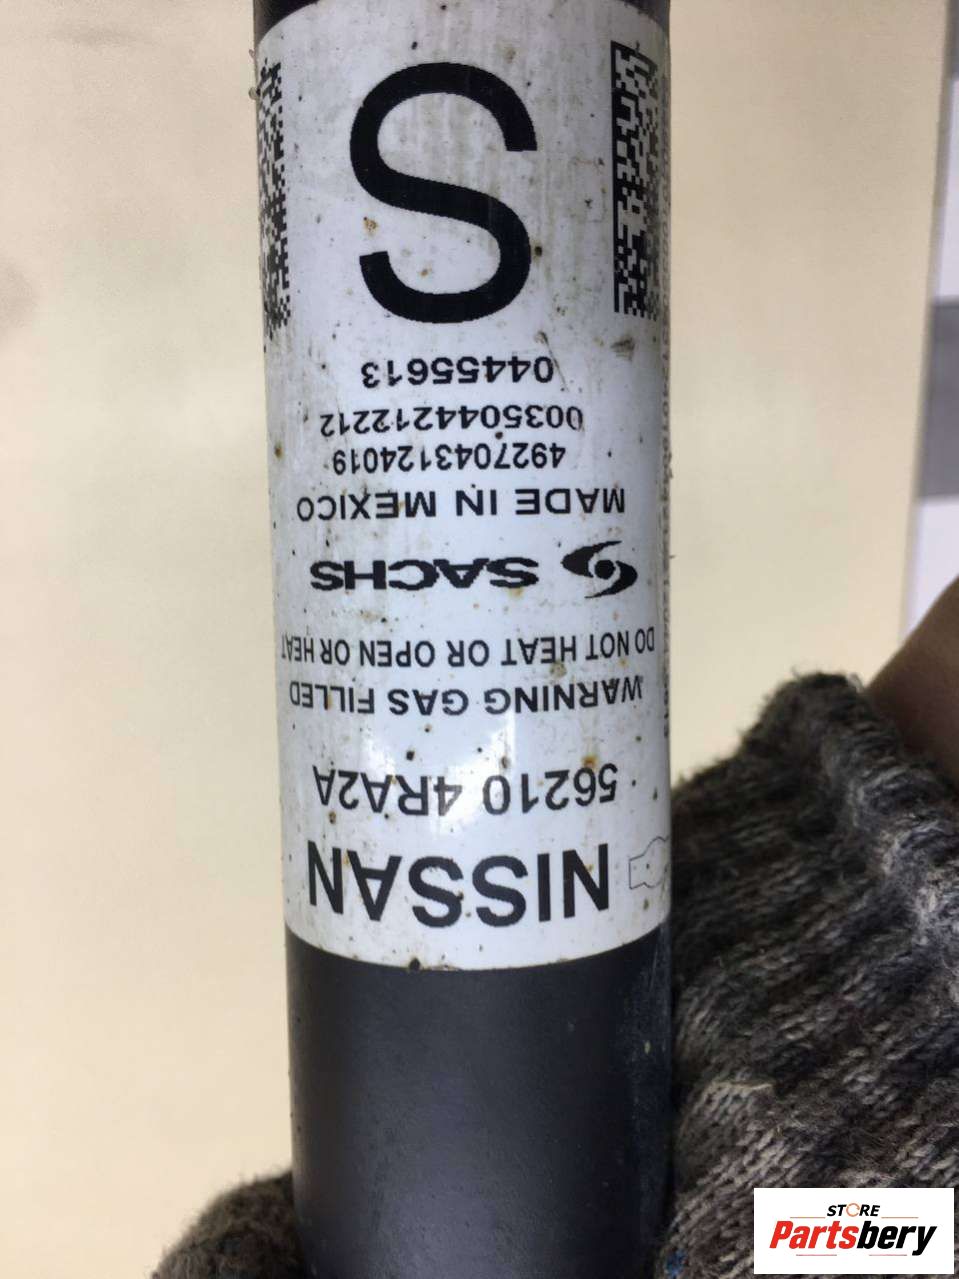 NISSAN
56210 4RA2A
WARNING GAS FILLED
DO NOT HEAT OR OPEN OR HEAT
SACHS
MADE IN MEXICO
4927043124019
0035044212212
04455613
S
STORE
Partsbery